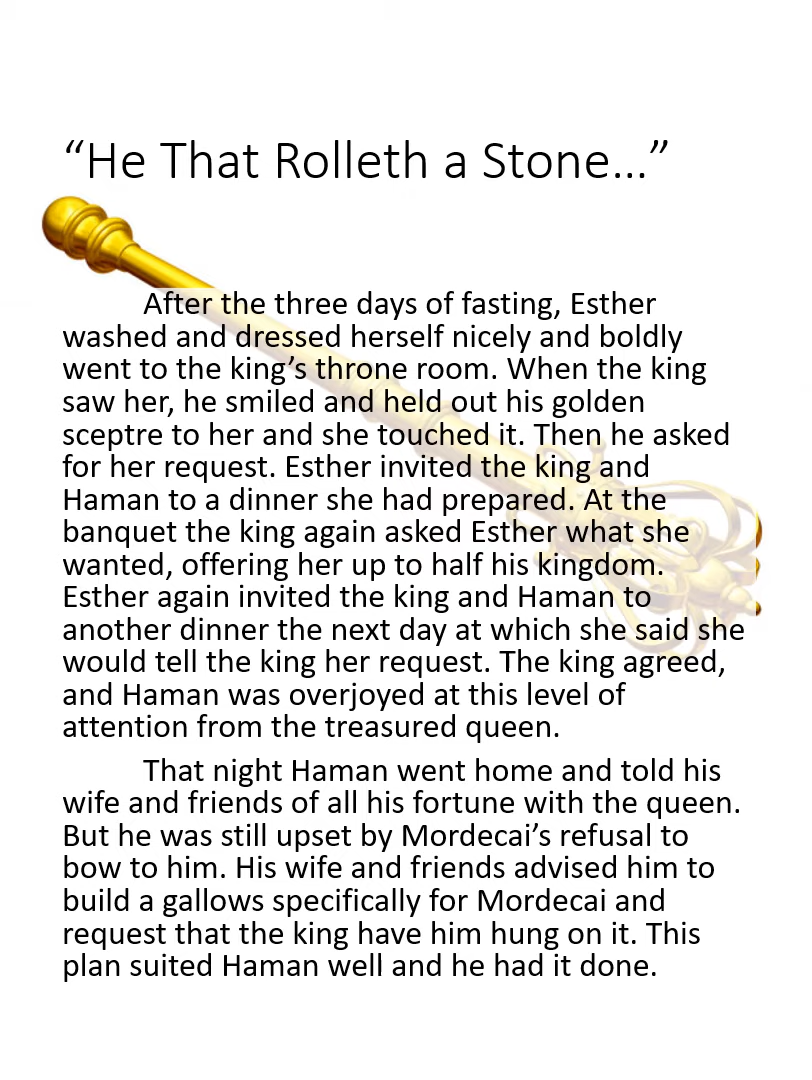 “He That Rolleth a Stone…”
After the three days of fasting, Esther
washed and dressed herself nicely and boldly
went to the king’s throne room. When the king
saw her, he smiled and held out his golden
sceptre to her and she touched it. Then he asked
for her request. Esther invited the king and
Haman to a dinner she had prepared. At the
banquet the king again asked Esther what she
wanted, offering her up to half his kingdom.
Esther again invited the king and Haman to
another dinner the next day at which she said she
would tell the king her request. The king agreed,
and Haman was overjoyed at this level of
attention from the treasured queen.
That night Haman went home and told his
wife and friends of all his fortune with the queen.
But he was still upset by Mordecai’s refusal to
bow to him. His wife and friends advised him to
build a gallows specifically for Mordecai and
request that the king have him hung on it. This
plan suited Haman well and he had it done.